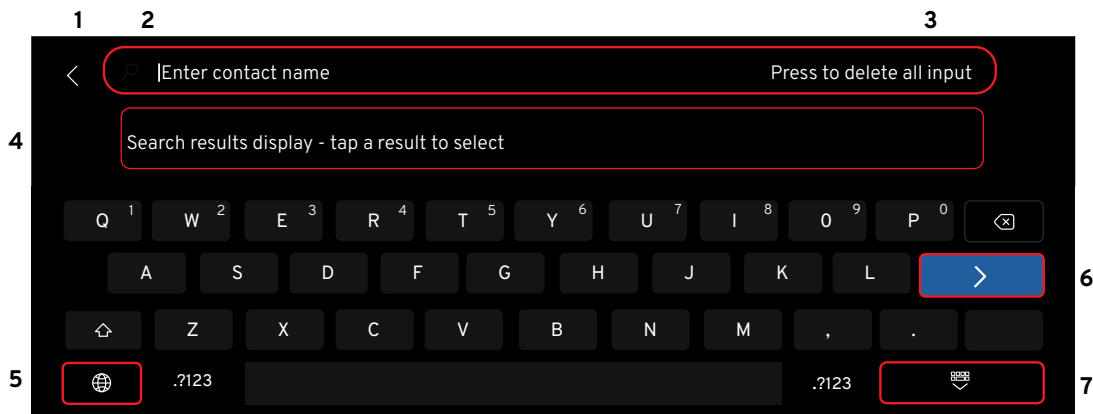 1 2 3
Enter contact name Press to delete all input
4
Search results display - tap a result to select
Q 1 W 2 E 3 R 4 T 5 Y 6 U 7 I 8 0 9 P 0
A S D F G H J K L
6
Z X C V B N M , .
5 .?123 .?123 7